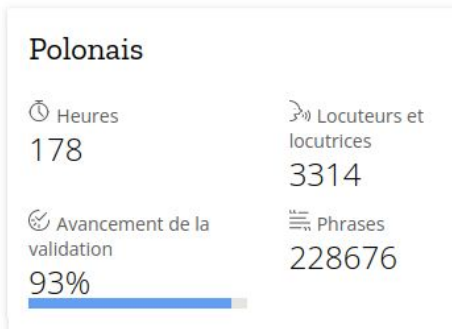 Polonais
Heures
178
Locuteurs et
locutrices
3314
Avancement de la
validation
93%
Phrases
228676